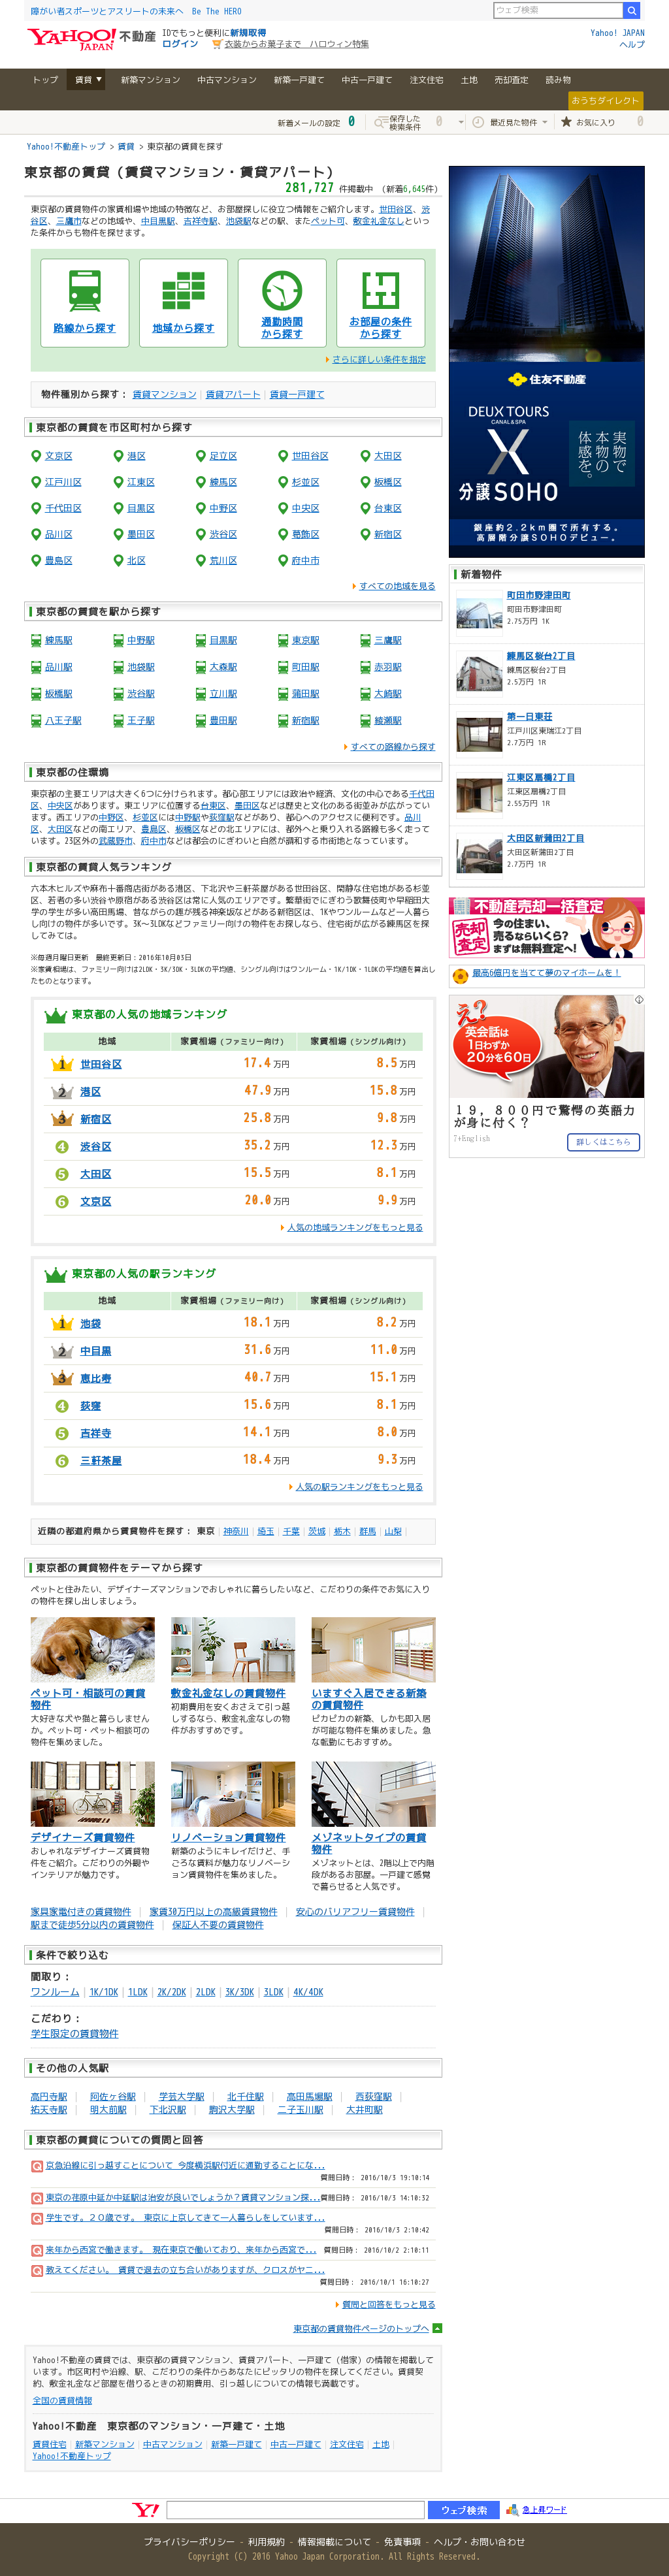 障がい者スポーツとアスリートの未来へ Be The HERO
ウェブ検索
YAHOO! JAPAN 不動産
IDでもっと便利に新規取得
ログイン 衣装からお菓子まで ハロウィン特集
Yahoo! JAPAN
ヘルプ
トップ 賃貸▼ 新築マンション 中古マンション 新築一戸建て 中古一戸建て 注文住宅 土地 売却査定 読み物
おうちダイレクト
新着メールの設定 0 保存した検索条件 0 最近見た物件 お気に入り 0
Yahoo!不動産トップ > 賃貸 > 東京都の賃貸を探す
東京都の賃貸（賃貸マンション・賃貸アパート）
281,727 件掲載中 （新着6,645件）
東京都の賃貸物件の家賃相場や地域の特徴など、お部屋探しに役立つ情報をご紹介します。世田谷区、渋
谷区、三鷹市などの地域や、中目黒駅、吉祥寺駅、池袋駅などの駅、またペット可、敷金礼金なしといっ
た条件からも物件を探せます。
路線から探す
地域から探す
通勤時間から探す
お部屋の条件から探す
さらに詳しい条件を指定
物件種別から探す： 賃貸マンション | 賃貸アパート | 賃貸一戸建て
東京都の賃貸を市区町村から探す
文京区 港区 足立区 世田谷区 大田区
江戸川区 江東区 練馬区 杉並区 板橋区
千代田区 目黒区 中野区 中央区 台東区
品川区 墨田区 渋谷区 葛飾区 新宿区
豊島区 北区 荒川区 府中市
すべての地域を見る
東京都の賃貸を駅から探す
練馬駅 中野駅 目黒駅 東京駅 三鷹駅
品川駅 池袋駅 大森駅 町田駅 赤羽駅
板橋駅 渋谷駅 立川駅 蒲田駅 大崎駅
八王子駅 王子駅 豊田駅 新宿駅 綾瀬駅
すべての路線から探す
東京都の住環境
東京都の主要エリアは大きく6つに分けられます。都心部エリアには政治や経済、文化の中心である千代田
区、中央区があります。東エリアに位置する台東区、墨田区などは歴史と文化のある街並みが広がってい
ます。西エリアの中野区、杉並区には中野駅や荻窪駅などがあり、都心へのアクセスに便利です。品川
区、大田区などの南エリア、豊島区、板橋区などの北エリアには、都外へと乗り入れる路線も多く走って
います。23区外の武蔵野市、府中市などは都会のにぎわいと自然が調和する市街地となっています。
東京都の賃貸人気ランキング
六本木ヒルズや麻布十番商店街がある港区、下北沢や三軒茶屋がある世田谷区、閑静な住宅地がある杉並
区、若者の多い渋谷や原宿がある渋谷区は常に人気のエリアです。繁華街ににぎわう歌舞伎町や早稲田大
学の学生が多い高田馬場、昔ながらの趣が残る神楽坂などがある新宿区は、1Kやワンルームなど一人暮ら
し向けの物件が多いです。3K～3LDKなどファミリー向けの物件をお探しなら、住宅街が広がる練馬区を探
してみては。
※毎週月曜日更新 最終更新日：2016年10月03日
※家賃相場は、ファミリー向けは2LDK・3K/3DK・3LDKの平均値、シングル向けはワンルーム・1K/1DK・1LDKの平均値を算出し
たものとなります。
東京都の人気の地域ランキング
地域 家賃相場（ファミリー向け） 家賃相場（シングル向け）
1 世田谷区 17.4万円 8.5万円
2 港区 47.9万円 15.8万円
3 新宿区 25.8万円 9.8万円
4 渋谷区 35.2万円 12.3万円
5 大田区 15.5万円 8.1万円
6 文京区 20.0万円 9.9万円
人気の地域ランキングをもっと見る
東京都の人気の駅ランキング
地域 家賃相場（ファミリー向け） 家賃相場（シングル向け）
1 池袋 18.1万円 8.2万円
2 中目黒 31.6万円 11.0万円
3 恵比寿 40.7万円 15.1万円
4 荻窪 15.6万円 8.1万円
5 吉祥寺 14.1万円 8.0万円
6 三軒茶屋 18.4万円 9.3万円
人気の駅ランキングをもっと見る
近隣の都道府県から賃貸物件を探す： 東京 | 神奈川 | 埼玉 | 千葉 | 茨城 | 栃木 | 群馬 | 山梨 |
東京都の賃貸物件をテーマから探す
ペットと住みたい、デザイナーズマンションでおしゃれに暮らしたいなど、こだわりの条件でお気に入り
の物件を探し出しましょう。
ペット可・相談可の賃貸物件
大好きな犬や猫と暮らしませんか。ペット可・ペット相談可の物件を集めました。
敷金礼金なしの賃貸物件
初期費用を安くおさえて引っ越しするなら、敷金礼金なしの物件がおすすめです。
いますぐ入居できる新築の賃貸物件
ピカピカの新築、しかも即入居が可能な物件を集めました。急な転勤にもおすすめ。
デザイナーズ賃貸物件
おしゃれなデザイナーズ賃貸物件をご紹介。こだわりの外観やインテリアが魅力です。
リノベーション賃貸物件
新築のようにキレイだけど、手ごろな賃料が魅力なリノベーション賃貸物件を集めました。
メゾネットタイプの賃貸物件
メゾネットとは、2階以上で内階段があるお部屋。一戸建て感覚で暮らせると人気です。
家具家電付きの賃貸物件 | 家賃30万円以上の高級賃貸物件 | 安心のバリアフリー賃貸物件 |
駅まで徒歩5分以内の賃貸物件 | 保証人不要の賃貸物件
条件で絞り込む
間取り：
ワンルーム | 1K/1DK | 1LDK | 2K/2DK | 2LDK | 3K/3DK | 3LDK | 4K/4DK
こだわり：
学生限定の賃貸物件
その他の人気駅
高円寺駅 | 阿佐ヶ谷駅 | 学芸大学駅 | 北千住駅 | 高田馬場駅 | 西荻窪駅 |
祐天寺駅 | 明大前駅 | 下北沢駅 | 駒沢大学駅 | 二子玉川駅 | 大井町駅
東京都の賃貸についての質問と回答
京急沿線に引っ越すことについて 今度横浜駅付近に通勤することにな...
質問日時： 2016/10/3 19:10:14
東京の荏原中延か中延駅は治安が良いでしょうか？賃貸マンション探... 質問日時： 2016/10/3 14:10:32
学生です。２０歳です。 東京に上京してきて一人暮らしをしています...
質問日時： 2016/10/3 2:10:42
来年から西宮で働きます。 現在東京で働いており、来年から西宮で... 質問日時： 2016/10/2 2:10:11
教えてください。 賃貸で退去の立ち合いがありますが、クロスがヤニ...
質問日時： 2016/10/1 16:10:27
質問と回答をもっと見る
東京都の賃貸物件ページのトップへ
Yahoo!不動産の賃貸では、東京都の賃貸マンション、賃貸アパート、一戸建て（借家）の情報を掲載して
います。市区町村や沿線、駅、こだわりの条件からあなたにピッタリの物件を探してください。賃貸契
約、敷金礼金など部屋を借りるときの初期費用、引っ越しについての情報も満載です。
全国の賃貸情報
Yahoo!不動産 東京都のマンション・一戸建て・土地
賃貸住宅 | 新築マンション | 中古マンション | 新築一戸建て | 中古一戸建て | 注文住宅 | 土地 |
Yahoo!不動産トップ
住友不動産
DEUX TOURS
CANAL & SPA
X
分譲SOHO
実物で本物の体感を。
銀座約２.２km圏で所有する。
高層階分譲ＳＯＨＯデビュー。
新着物件
町田市野津田町
町田市野津田町
2.75万円 1K
練馬区桜台2丁目
練馬区桜台2丁目
2.5万円 1R
第一日東荘
江戸川区東瑞江2丁目
2.7万円 1R
江東区扇橋2丁目
江東区扇橋2丁目
2.55万円 1R
大田区新蒲田2丁目
大田区新蒲田2丁目
2.7万円 1R
不動産売却一括査定
売却査定
今の住まい、売るならいくら？まずは無料査定へ！
最高6億円を当てて夢のマイホームを！
えっ？
英会話は1日わずか20分を60日
１９，８００円で驚愕の英語力が身に付く？
7+English
詳しくはこちら
Y! ウェブ検索 急上昇ワード
プライバシーポリシー - 利用規約 - 情報掲載について - 免責事項 - ヘルプ・お問い合わせ
Copyright (C) 2016 Yahoo Japan Corporation. All Rights Reserved.